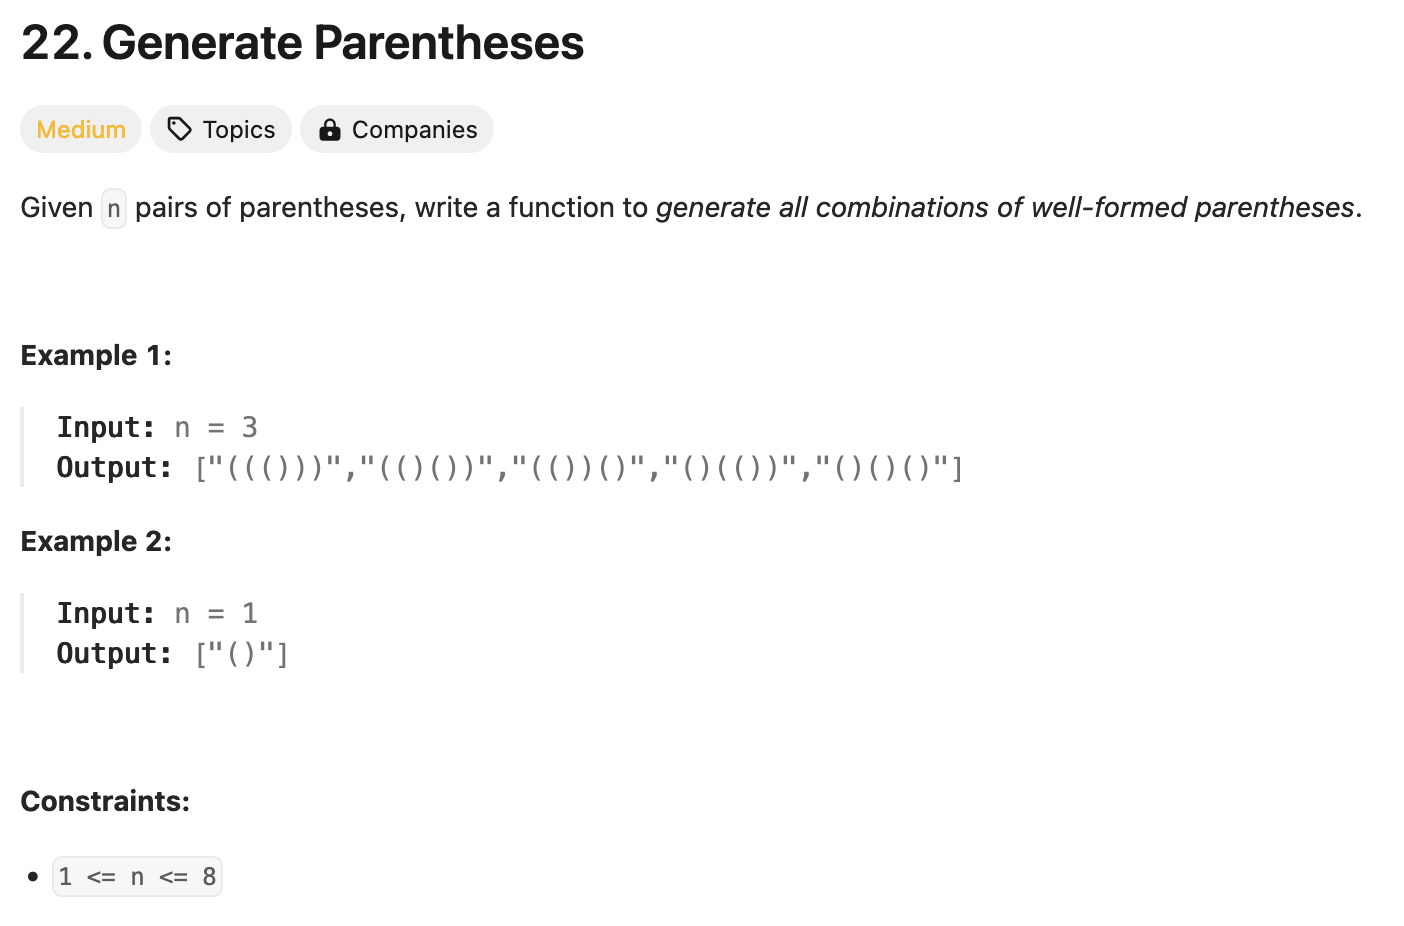 22. Generate Parentheses
Medium Topics Companies
Given n pairs of parentheses, write a function to generate all combinations of well-formed parentheses.
Example 1:
Input: n = 3
Output: ["((()))","(()())","(())()","()(())","()()()"]
Example 2:
Input: n = 1
Output: ["()"]
Constraints:
• 1 <= n <= 8